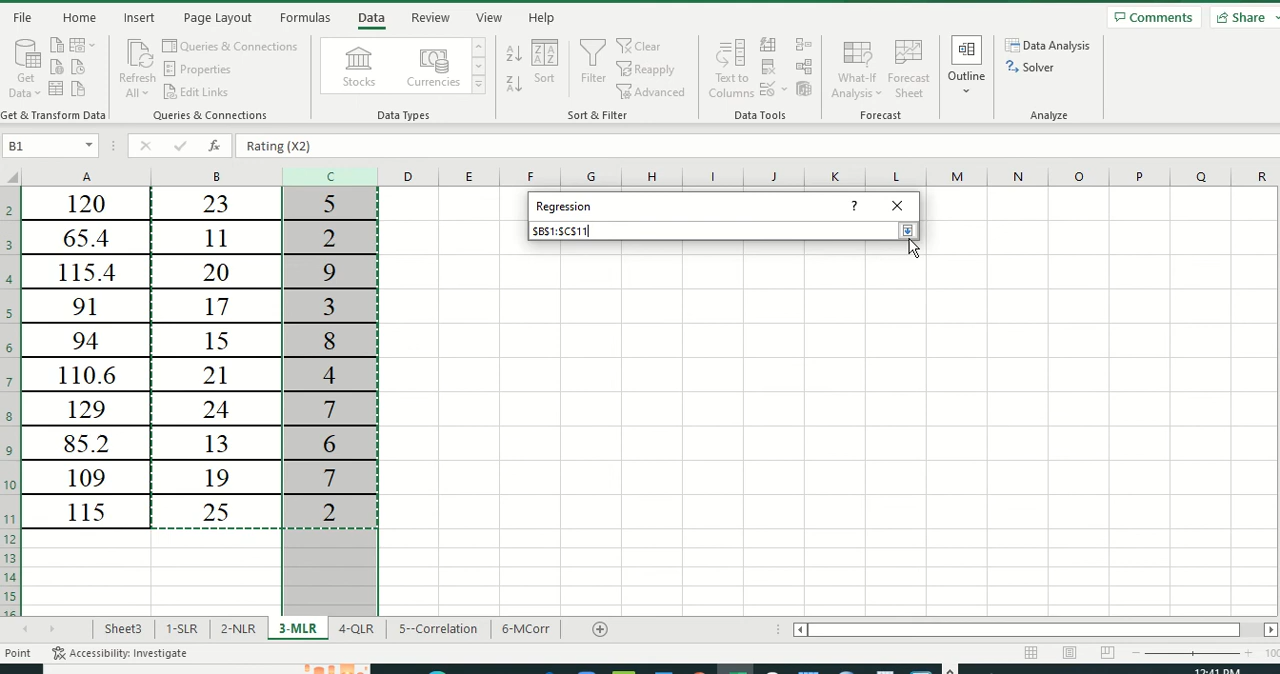 File Home Insert Page Layout Formulas Data Review View Help Comments Share
Get Data Refresh All Queries & Connections Properties Edit Links Stocks Currencies Sort Filter Clear Reapply Advanced Text to Columns What-If Analysis Forecast Sheet Outline Data Analysis Solver
Get & Transform Data Queries & Connections Data Types Sort & Filter Data Tools Forecast Analyze
B1 fx Rating (X2)
A B C D E F G H I J K L M N O P Q R
Regression ? 
$B$1:$C$11
2 120 23 5
3 65.4 11 2
4 115.4 20 9
5 91 17 3
6 94 15 8
7 110.6 21 4
8 129 24 7
9 85.2 13 6
10 109 19 7
11 115 25 2
12
13
14
15
16
Sheet3 1-SLR 2-NLR 3-MLR 4-QLR 5--Correlation 6-MCorr
Point Accessibility: Investigate 100
12:41 PM